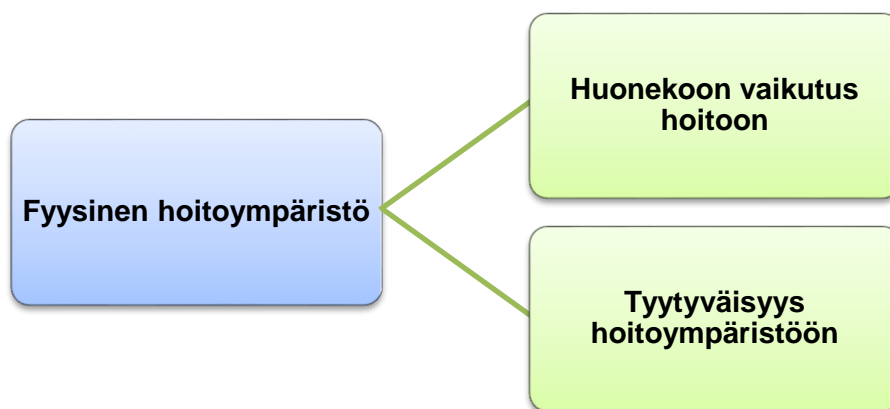 Fyysinen hoitoympäristö
Huonekoon vaikutus
hoitoon
Tyytyväisyys
hoitoympäristöön